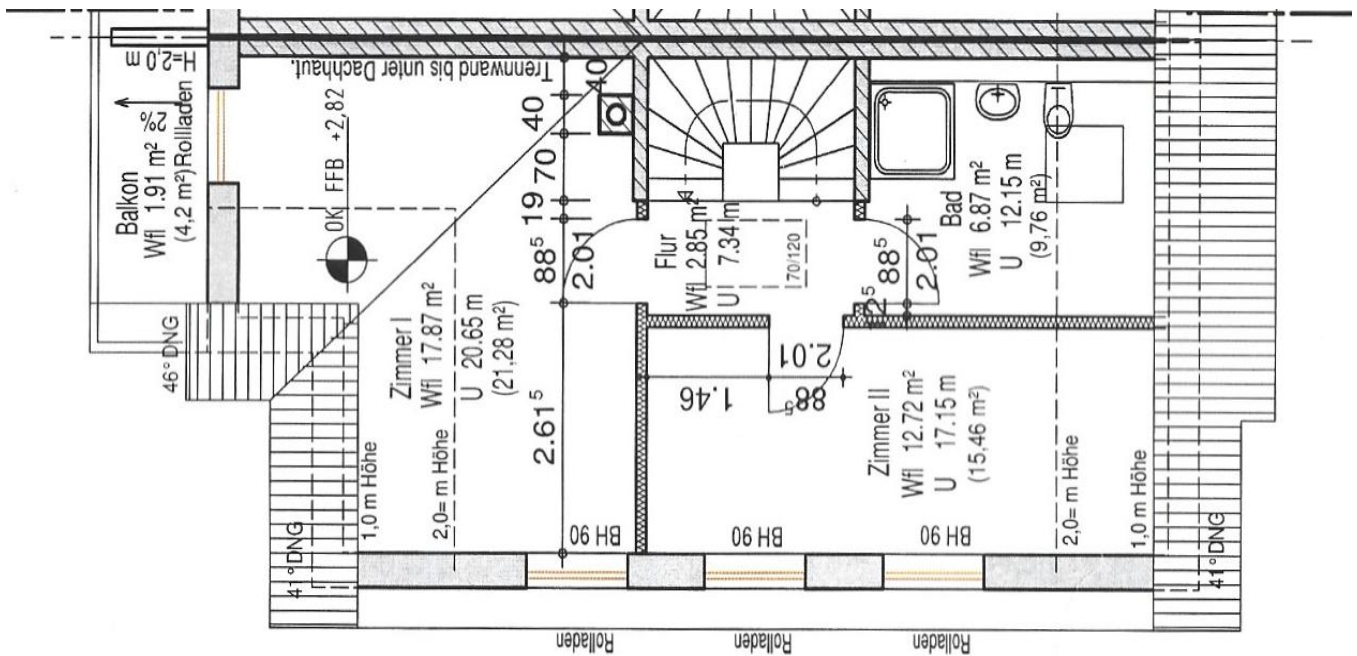 Balkon
Wfl 1.91 m²
2%
(4,2 m²) Rollladen
H=2,0 m
Trennwand bis unter Dachhaut.
OK FFB +2,82
46° DNG
40
40
70
19
88⁵
2.01
2.61⁵
Zimmer I
Wfl 17.87 m²
U 20.65 m
(21,28 m²)
1,0 m Höhe
2,0= m Höhe
41° DNG
Flur
Wfl 2.85 m²
U 7.34 m
70/120
88⁵
2.01
12⁵
Bad
Wfl 6.87 m²
U 12.15 m
(9,76 m²)
2.01
88⁵
1.46
Zimmer II
Wfl 12.72 m²
U 17.15 m
(15,46 m²)
2,0= m Höhe
1,0 m Höhe
41° DNG
BH 90
BH 90
BH 90
Rolladen
Rolladen
Rolladen